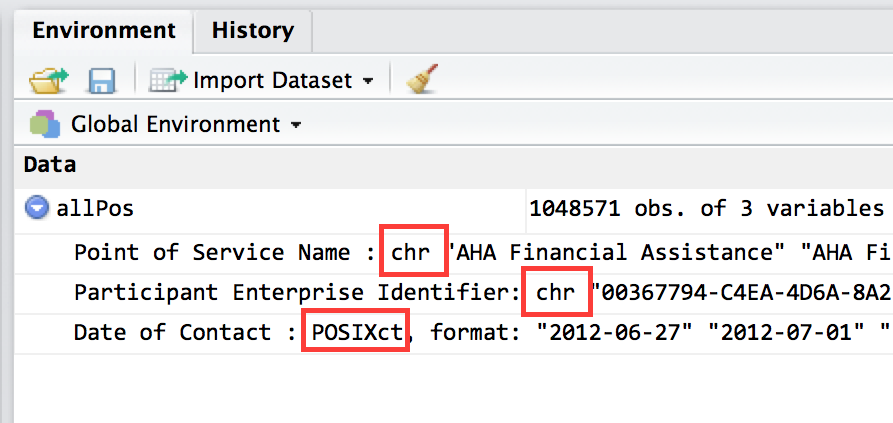 Environment History
Import Dataset
Global Environment
Data
allPos 1048571 obs. of 3 variables
Point of Service Name : chr "AHA Financial Assistance" "AHA Fi
Participant Enterprise Identifier: chr "00367794-C4EA-4D6A-8A2
Date of Contact : POSIXct, format: "2012-06-27" "2012-07-01" "